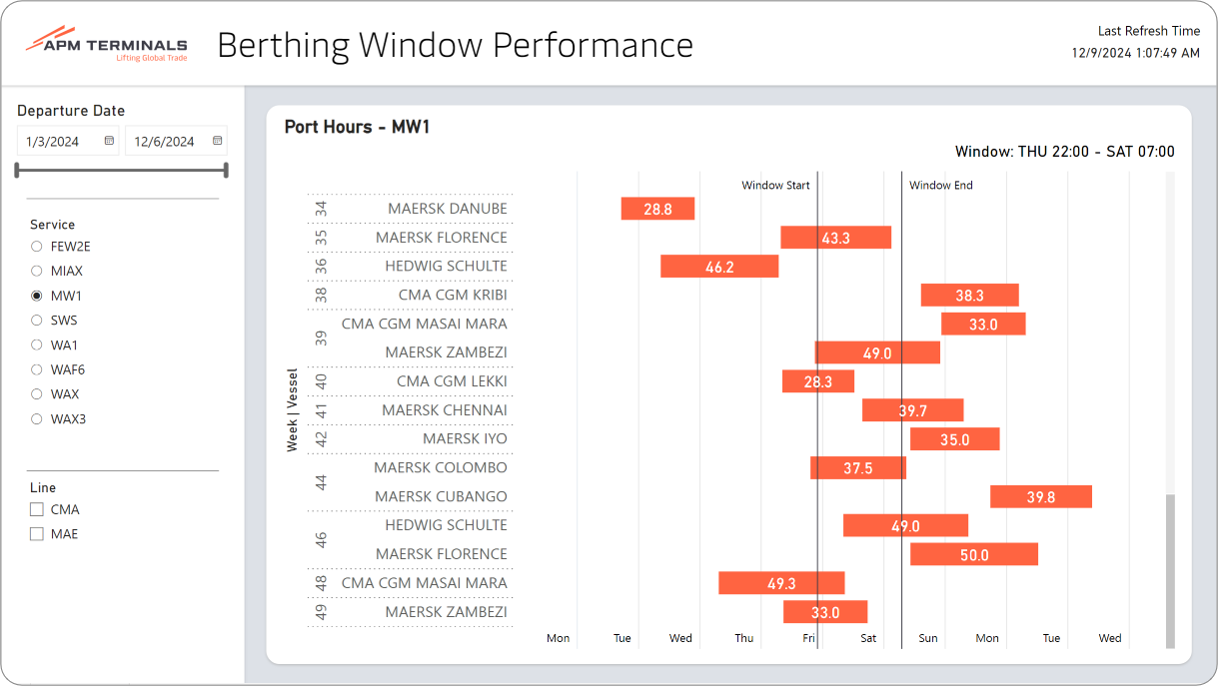 APM TERMINALS
Lifting Global Trade
Berthing Window Performance
Last Refresh Time
12/9/2024 1:07:49 AM
Departure Date
1/3/2024
12/6/2024
Service
FEW2E
MIAX
MW1
SWS
WA1
WAF6
WAX
WAX3
Line
CMA
MAE
Port Hours - MW1
Window: THU 22:00 - SAT 07:00
Window Start
Window End
Week | Vessel
34 MAERSK DANUBE 28.8
35 MAERSK FLORENCE 43.3
36 HEDWIG SCHULTE 46.2
38 CMA CGM KRIBI 38.3
39 CMA CGM MASAI MARA 33.0
MAERSK ZAMBEZI 49.0
40 CMA CGM LEKKI 28.3
41 MAERSK CHENNAI 39.7
42 MAERSK IYO 35.0
44 MAERSK COLOMBO 37.5
MAERSK CUBANGO 39.8
46 HEDWIG SCHULTE 49.0
MAERSK FLORENCE 50.0
48 CMA CGM MASAI MARA 49.3
49 MAERSK ZAMBEZI 33.0
Mon Tue Wed Thu Fri Sat Sun Mon Tue Wed